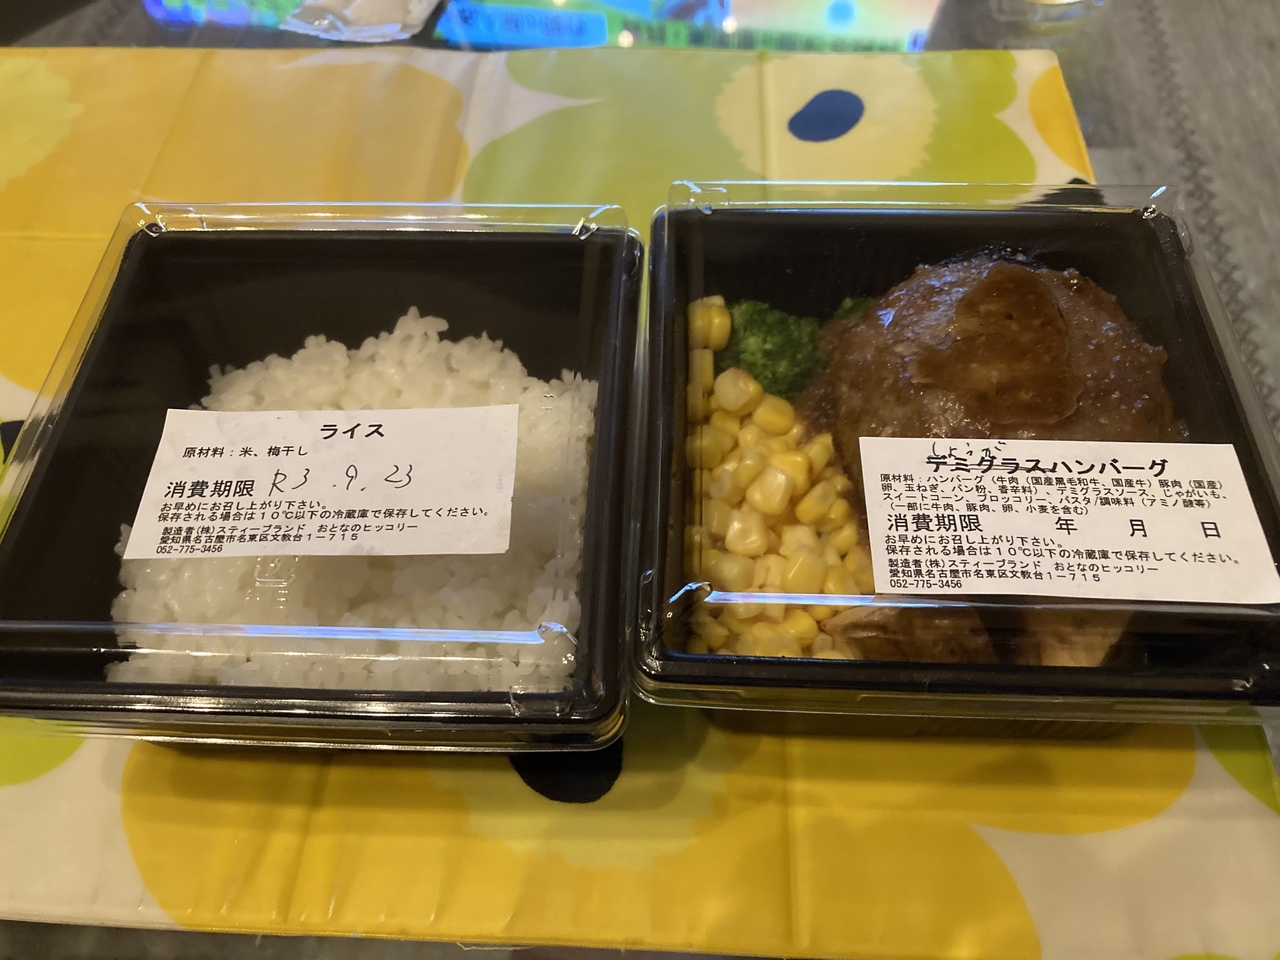 ライス
原材料：米、梅干し
消費期限 R3.9.23
お早めにお召し上がり下さい。
保存される場合は１０℃以下の冷蔵庫で保存してください。
製造者(株)スティーブランド おとなのヒッコリー
愛知県名古屋市名東区文教台１－７１５
052-775-3456
しょうが
デミグラスハンバーグ
原材料：ハンバーグ（牛肉（国産黒毛和牛、国産牛）豚肉（国産）
卵、玉ねぎ、パン粉、香辛料）、デミグラスソース、じゃがいも、
スイートコーン、ブロッコリー、パスタ/調味料（アミノ酸等）
（一部に牛肉、豚肉、卵、小麦を含む）
消費期限 年 月 日
お早めにお召し上がり下さい。
保存される場合は１０℃以下の冷蔵庫で保存してください。
製造者(株)スティーブランド おとなのヒッコリー
愛知県名古屋市名東区文教台１－７１５
052-775-3456